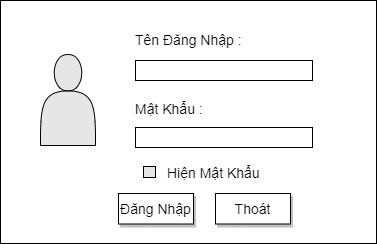 Tên Đăng Nhập :
Mật Khẩu :
Hiện Mật Khẩu
Đăng Nhập
Thoát